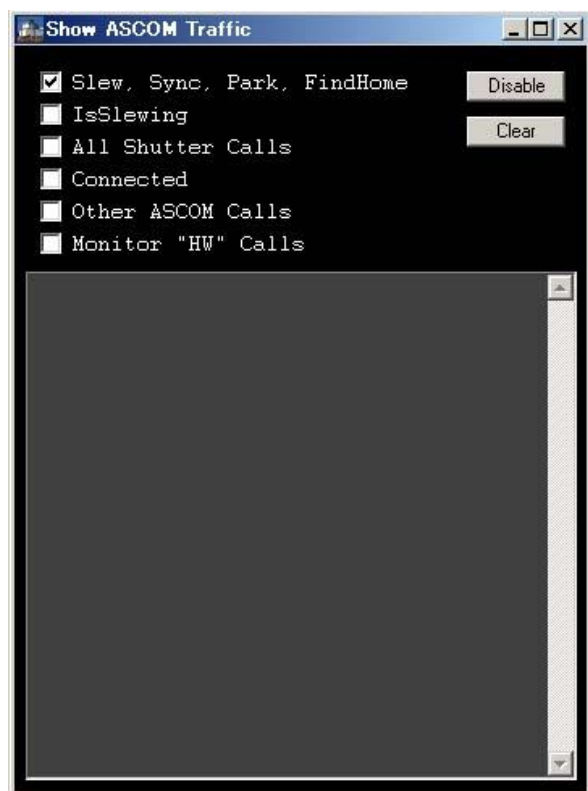 Show ASCOM Traffic
Slew, Sync, Park, FindHome
Disable
IsSlewing
Clear
All Shutter Calls
Connected
Other ASCOM Calls
Monitor "HW" Calls